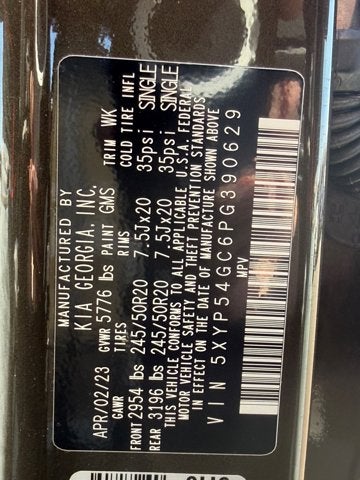 MANUFACTURED BY
KIA GEORGIA, INC.
APR/02/23 GVWR 5776 lbs PAINT GMS TRIM WK
GAWR TIRES RIMS COLD TIRE INFL
FRONT 2954 lbs 245/50R20 7.5Jx20 35psi SINGLE
REAR 3196 lbs 245/50R20 7.5Jx20 35psi SINGLE
THIS VEHICLE CONFORMS TO ALL APPLICABLE U.S.A. FEDERAL
MOTOR VEHICLE SAFETY AND THEFT PREVENTION STANDARDS
IN EFFECT ON THE DATE OF MANUFACTURE SHOWN ABOVE.
VIN 5XYP54GC6PG390629
MPV